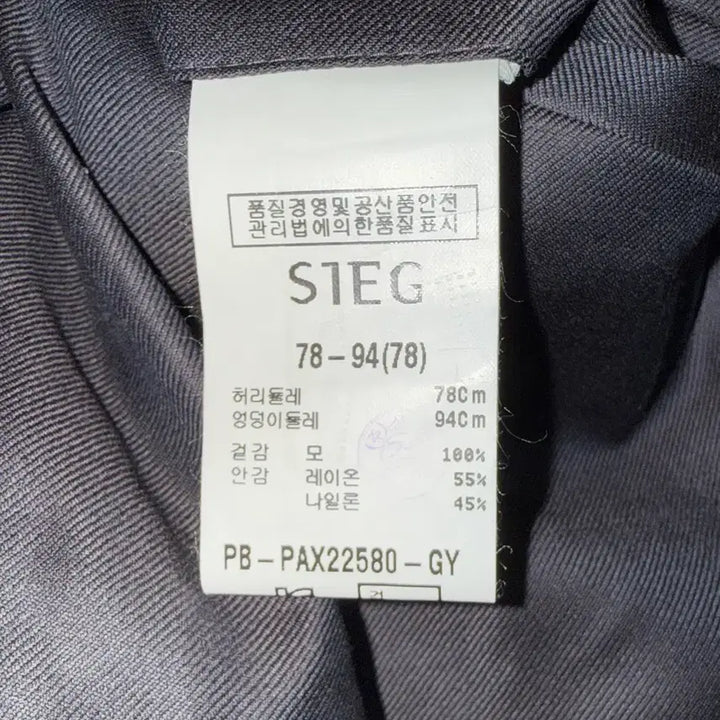 품질경영및공산품안전
관리법에의한품질표시
SIEG
78-94(78)
허리둘레 78Cm
엉덩이둘레 94Cm
겉감 모 100%
안감 레이온 55%
나일론 45%
PB-PAX22580-GY